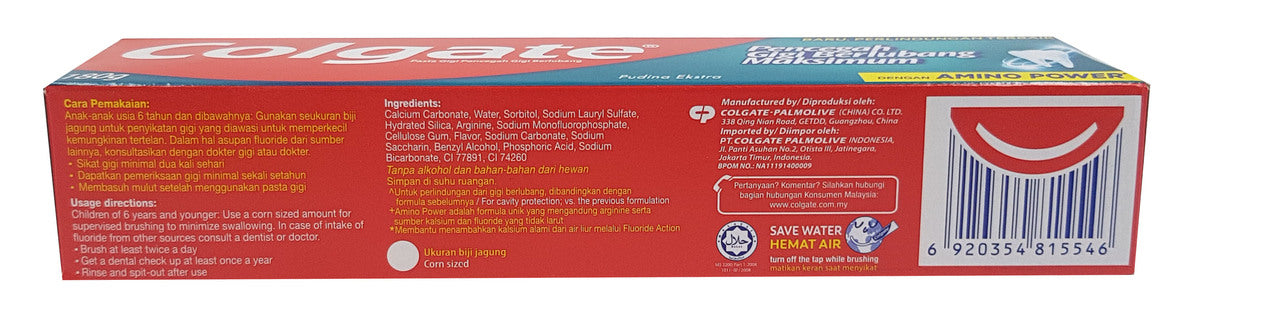 Colgate®
Pasta Gigi Pencegah Gigi Berlubang
180g
Pudina Ekstra
BARU. PERLINDUNGAN TERBAIK
Pencegah
Gigi Berlubang
Maksimum
DENGAN AMINO POWER
Cara Pemakaian:
Anak-anak usia 6 tahun dan dibawahnya: Gunakan seukuran biji
jagung untuk penyikatan gigi yang diawasi untuk memperkecil
kemungkinan tertelan. Dalam hal asupan fluoride dari sumber
lainnya, konsultasikan dengan dokter gigi atau dokter.
- Sikat gigi minimal dua kali sehari
- Dapatkan pemeriksaan gigi minimal sekali setahun
- Membasuh mulut setelah menggunakan pasta gigi
Usage directions:
Children of 6 years and younger: Use a corn sized amount for
supervised brushing to minimize swallowing. In case of intake of
fluoride from other sources consult a dentist or doctor.
• Brush at least twice a day
• Get a dental check up at least once a year
• Rinse and spit-out after use
Ingredients:
Calcium Carbonate, Water, Sorbitol, Sodium Lauryl Sulfate,
Hydrated Silica, Arginine, Sodium Monofluorophosphate,
Cellulose Gum, Flavor, Sodium Carbonate, Sodium
Saccharin, Benzyl Alcohol, Phosphoric Acid, Sodium
Bicarbonate, CI 77891, CI 74260
Tanpa alkohol dan bahan-bahan dari hewan
Simpan di suhu ruangan.
^Untuk perlindungan dari gigi berlubang, dibandingkan dengan
formula sebelumnya / For cavity protection; vs. the previous formulation
+Amino Power adalah formula unik yang mengandung arginine serta
sumber kalsium dan fluoride yang tidak larut
*Membantu menambahkan kalsium alami dari air liur melalui Fluoride Action
Ukuran biji jagung
Corn sized
CP
Manufactured by/ Diproduksi oleh:
COLGATE-PALMOLIVE (CHINA) CO. LTD.
338 Qing Nian Road, GETDD, Guangzhou, China
Imported by/ Diimpor oleh:
PT. COLGATE PALMOLIVE INDONESIA,
Jl. Panti Asuhan No.2, Otista III, Jatinegara,
Jakarta Timur, Indonesia.
BPOM NO.: NA11191400009
Pertanyaan? Komentar? Silahkan hubungi
bagian hubungan Konsumen Malaysia:
www.colgate.com.my
حلال
SAVE WATER
HEMAT AIR
turn off the tap while brushing
matikan keran saat menyikat
6 920354 815546